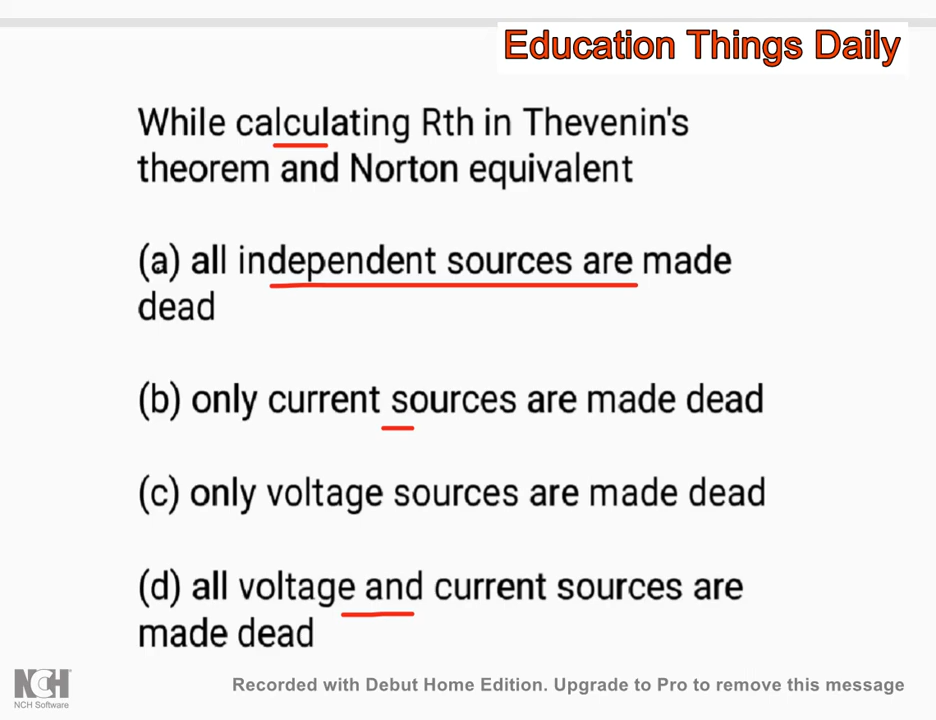 Education Things Daily
While calculating Rth in Thevenin's
theorem and Norton equivalent
(a) all independent sources are made
dead
(b) only current sources are made dead
(c) only voltage sources are made dead
(d) all voltage and current sources are
made dead
NCH
NCH Software
Recorded with Debut Home Edition. Upgrade to Pro to remove this message